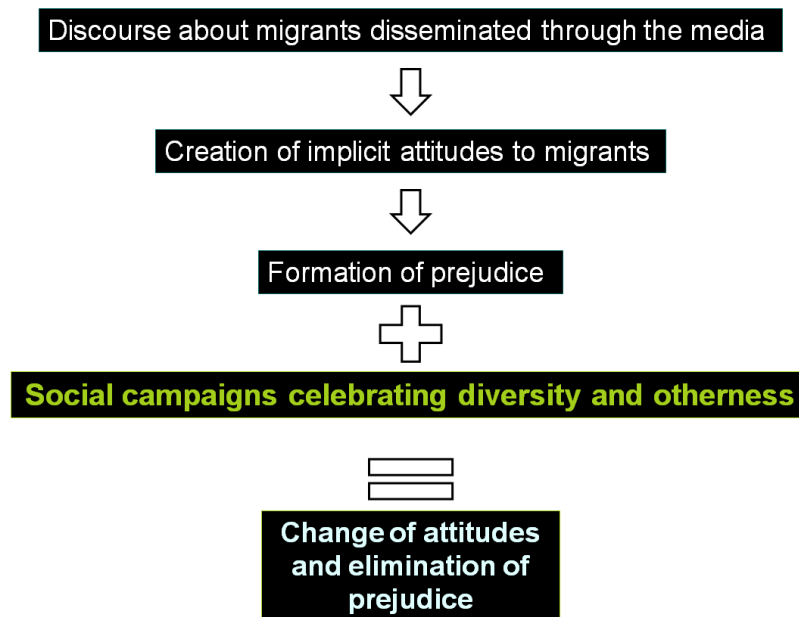 Discourse about migrants disseminated through the media
Creation of implicit attitudes to migrants
Formation of prejudice
Social campaigns celebrating diversity and otherness
Change of attitudes
and elimination of
prejudice